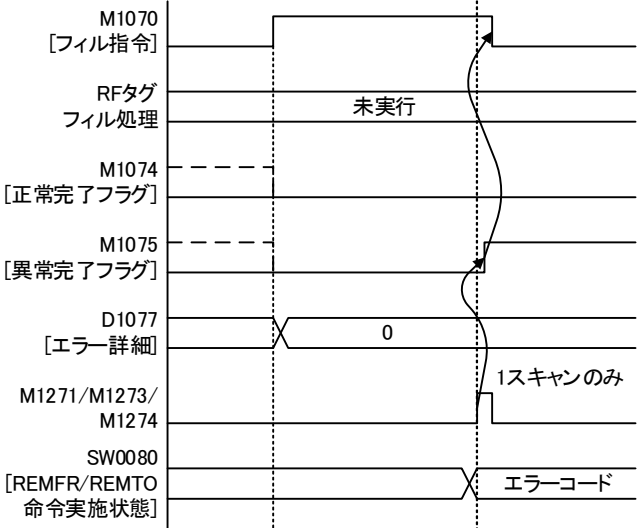 M1070
[フィル指令]
RFタグ
フィル処理
未実行
M1074
[正常完了フラグ]
M1075
[異常完了フラグ]
D1077
[エラー詳細]
0
1スキャンのみ
M1271/M1273/
M1274
SW0080
[REMFR/REMTO
命令実施状態]
エラーコード